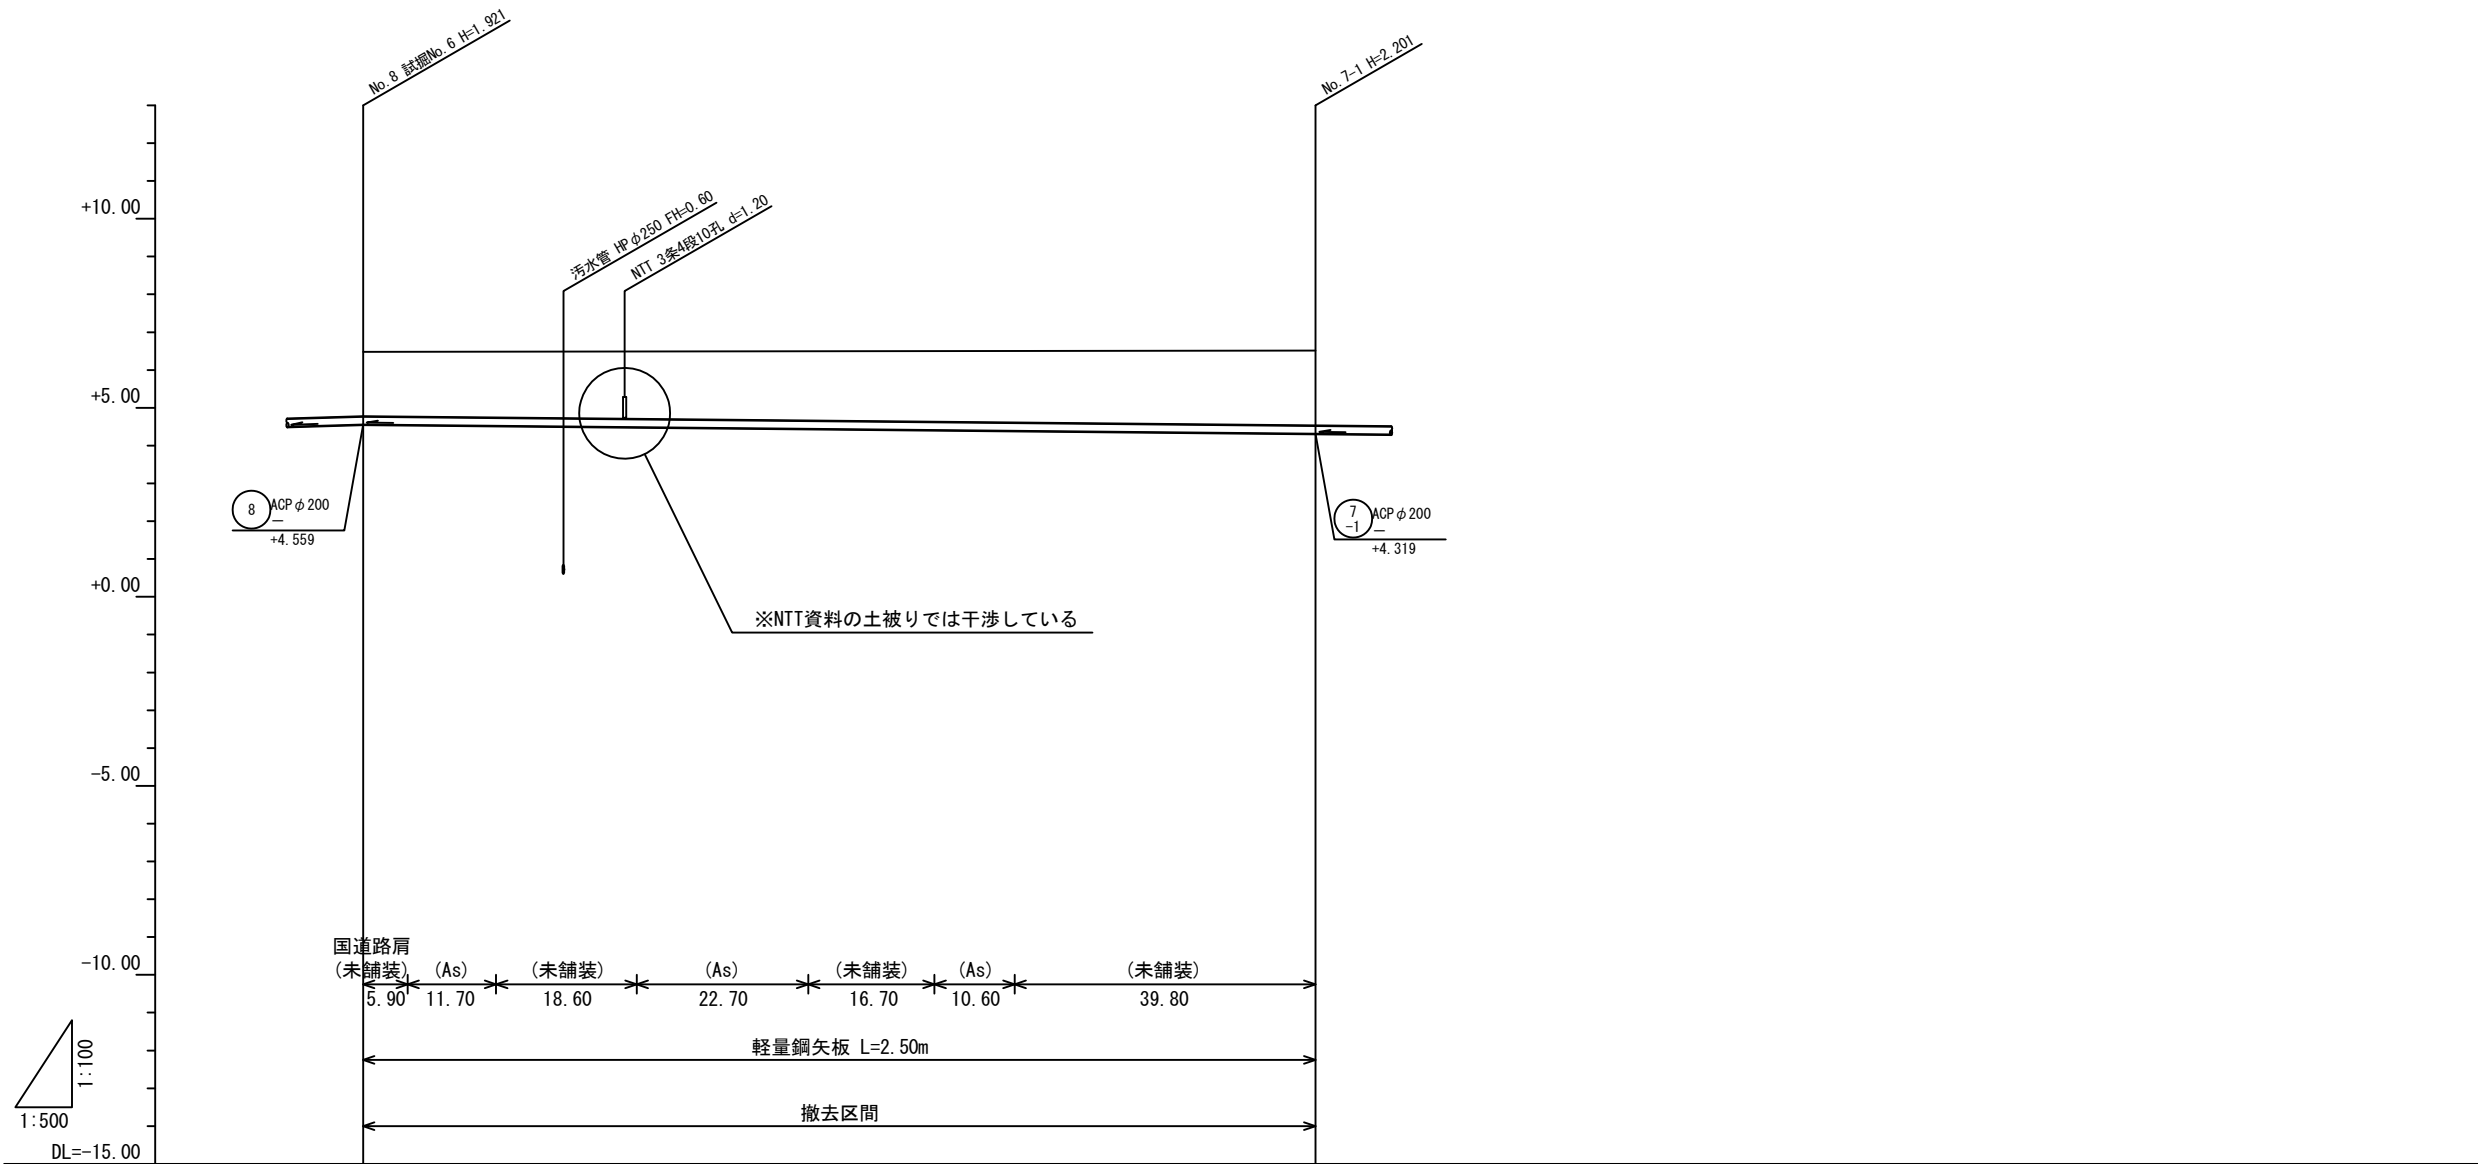 No.8 試掘No.6 H=1.921
No.7-1 H=2.201
汚水管 HPφ250 FH=0.60
NTT 3条4段10孔 d=1.20
+10.00
+5.00
+0.00
-5.00
-10.00
DL=-15.00
8
ACPφ200
—
+4.559
7
-1
ACPφ200
—
+4.319
※NTT資料の土被りでは干渉している
国道路肩
(未舗装) (As) (未舗装) (As) (未舗装) (As) (未舗装)
5.90 11.70 18.60 22.70 16.70 10.60 39.80
軽量鋼矢板 L=2.50m
撤去区間
1:100
1:500